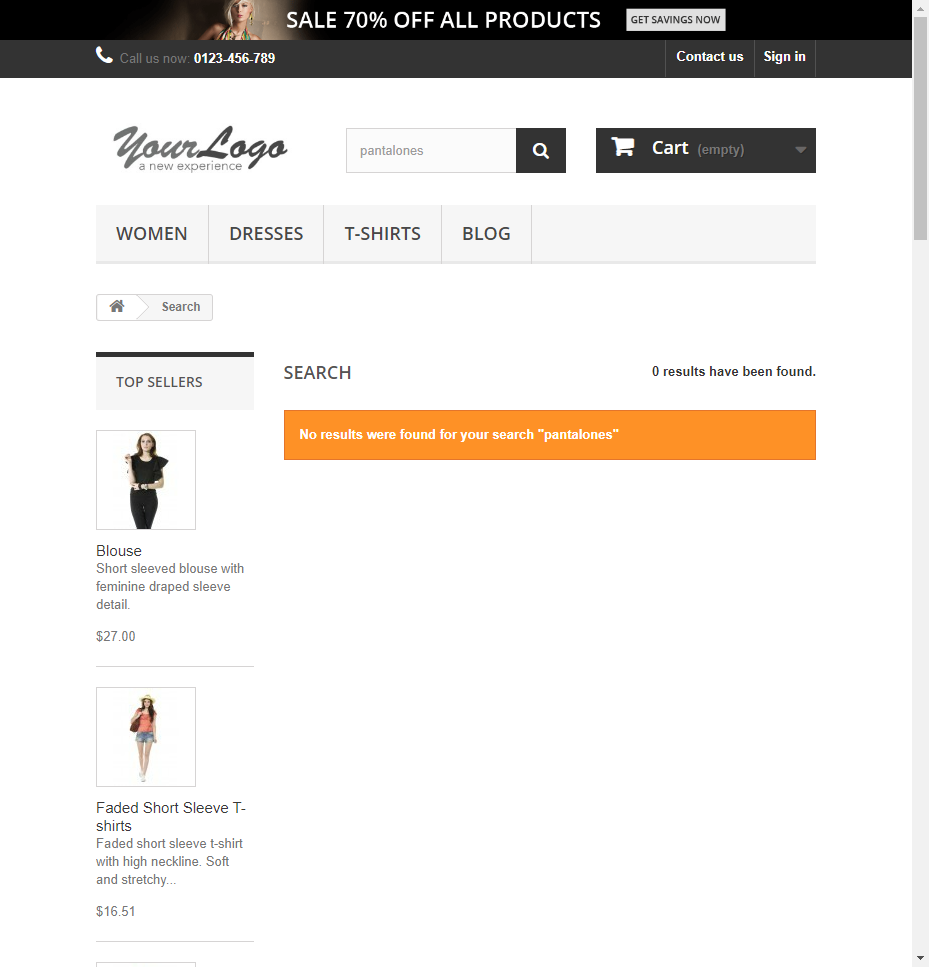 SALE 70% OFF ALL PRODUCTS GET SAVINGS NOW
Call us now: 0123-456-789 Contact us Sign in
YourLogo
a new experience
pantalones
Cart (empty)
WOMEN DRESSES T-SHIRTS BLOG
Search
TOP SELLERS
SEARCH 0 results have been found.
No results were found for your search "pantalones"
Blouse
Short sleeved blouse with
feminine draped sleeve
detail.
$27.00
Faded Short Sleeve T-
shirts
Faded short sleeve t-shirt
with high neckline. Soft
and stretchy...
$16.51